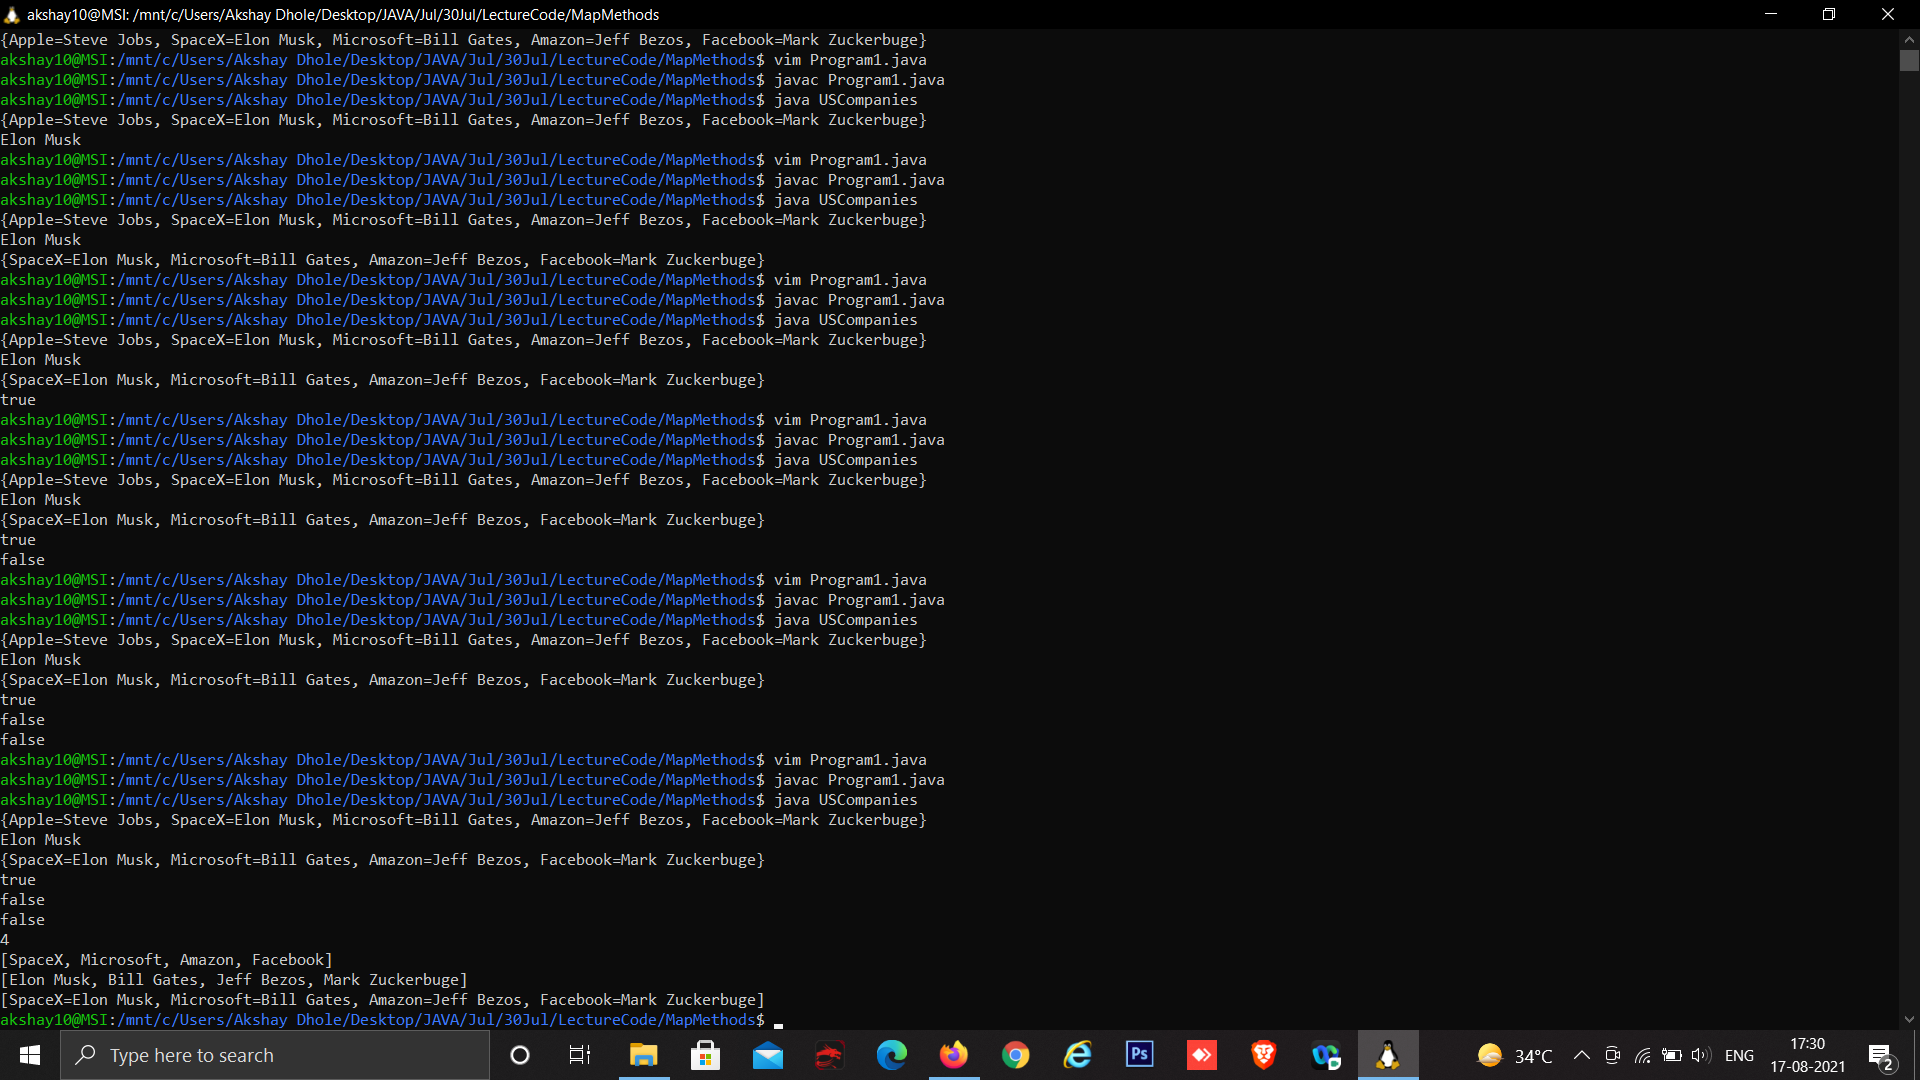 akshay10@MSI: /mnt/c/Users/Akshay Dhole/Desktop/JAVA/Jul/30Jul/LectureCode/MapMethods
{Apple=Steve Jobs, SpaceX=Elon Musk, Microsoft=Bill Gates, Amazon=Jeff Bezos, Facebook=Mark Zuckerbuge}
akshay10@MSI:/mnt/c/Users/Akshay Dhole/Desktop/JAVA/Jul/30Jul/LectureCode/MapMethods$ vim Program1.java
akshay10@MSI:/mnt/c/Users/Akshay Dhole/Desktop/JAVA/Jul/30Jul/LectureCode/MapMethods$ javac Program1.java
akshay10@MSI:/mnt/c/Users/Akshay Dhole/Desktop/JAVA/Jul/30Jul/LectureCode/MapMethods$ java USCompanies
{Apple=Steve Jobs, SpaceX=Elon Musk, Microsoft=Bill Gates, Amazon=Jeff Bezos, Facebook=Mark Zuckerbuge}
Elon Musk
akshay10@MSI:/mnt/c/Users/Akshay Dhole/Desktop/JAVA/Jul/30Jul/LectureCode/MapMethods$ vim Program1.java
akshay10@MSI:/mnt/c/Users/Akshay Dhole/Desktop/JAVA/Jul/30Jul/LectureCode/MapMethods$ javac Program1.java
akshay10@MSI:/mnt/c/Users/Akshay Dhole/Desktop/JAVA/Jul/30Jul/LectureCode/MapMethods$ java USCompanies
{Apple=Steve Jobs, SpaceX=Elon Musk, Microsoft=Bill Gates, Amazon=Jeff Bezos, Facebook=Mark Zuckerbuge}
Elon Musk
{SpaceX=Elon Musk, Microsoft=Bill Gates, Amazon=Jeff Bezos, Facebook=Mark Zuckerbuge}
akshay10@MSI:/mnt/c/Users/Akshay Dhole/Desktop/JAVA/Jul/30Jul/LectureCode/MapMethods$ vim Program1.java
akshay10@MSI:/mnt/c/Users/Akshay Dhole/Desktop/JAVA/Jul/30Jul/LectureCode/MapMethods$ javac Program1.java
akshay10@MSI:/mnt/c/Users/Akshay Dhole/Desktop/JAVA/Jul/30Jul/LectureCode/MapMethods$ java USCompanies
{Apple=Steve Jobs, SpaceX=Elon Musk, Microsoft=Bill Gates, Amazon=Jeff Bezos, Facebook=Mark Zuckerbuge}
Elon Musk
{SpaceX=Elon Musk, Microsoft=Bill Gates, Amazon=Jeff Bezos, Facebook=Mark Zuckerbuge}
true
akshay10@MSI:/mnt/c/Users/Akshay Dhole/Desktop/JAVA/Jul/30Jul/LectureCode/MapMethods$ vim Program1.java
akshay10@MSI:/mnt/c/Users/Akshay Dhole/Desktop/JAVA/Jul/30Jul/LectureCode/MapMethods$ javac Program1.java
akshay10@MSI:/mnt/c/Users/Akshay Dhole/Desktop/JAVA/Jul/30Jul/LectureCode/MapMethods$ java USCompanies
{Apple=Steve Jobs, SpaceX=Elon Musk, Microsoft=Bill Gates, Amazon=Jeff Bezos, Facebook=Mark Zuckerbuge}
Elon Musk
{SpaceX=Elon Musk, Microsoft=Bill Gates, Amazon=Jeff Bezos, Facebook=Mark Zuckerbuge}
true
false
akshay10@MSI:/mnt/c/Users/Akshay Dhole/Desktop/JAVA/Jul/30Jul/LectureCode/MapMethods$ vim Program1.java
akshay10@MSI:/mnt/c/Users/Akshay Dhole/Desktop/JAVA/Jul/30Jul/LectureCode/MapMethods$ javac Program1.java
akshay10@MSI:/mnt/c/Users/Akshay Dhole/Desktop/JAVA/Jul/30Jul/LectureCode/MapMethods$ java USCompanies
{Apple=Steve Jobs, SpaceX=Elon Musk, Microsoft=Bill Gates, Amazon=Jeff Bezos, Facebook=Mark Zuckerbuge}
Elon Musk
{SpaceX=Elon Musk, Microsoft=Bill Gates, Amazon=Jeff Bezos, Facebook=Mark Zuckerbuge}
true
false
false
akshay10@MSI:/mnt/c/Users/Akshay Dhole/Desktop/JAVA/Jul/30Jul/LectureCode/MapMethods$ vim Program1.java
akshay10@MSI:/mnt/c/Users/Akshay Dhole/Desktop/JAVA/Jul/30Jul/LectureCode/MapMethods$ javac Program1.java
akshay10@MSI:/mnt/c/Users/Akshay Dhole/Desktop/JAVA/Jul/30Jul/LectureCode/MapMethods$ java USCompanies
{Apple=Steve Jobs, SpaceX=Elon Musk, Microsoft=Bill Gates, Amazon=Jeff Bezos, Facebook=Mark Zuckerbuge}
Elon Musk
{SpaceX=Elon Musk, Microsoft=Bill Gates, Amazon=Jeff Bezos, Facebook=Mark Zuckerbuge}
true
false
false
4
[SpaceX, Microsoft, Amazon, Facebook]
[Elon Musk, Bill Gates, Jeff Bezos, Mark Zuckerbuge]
[SpaceX=Elon Musk, Microsoft=Bill Gates, Amazon=Jeff Bezos, Facebook=Mark Zuckerbuge]
akshay10@MSI:/mnt/c/Users/Akshay Dhole/Desktop/JAVA/Jul/30Jul/LectureCode/MapMethods$
Type here to search
Ps
34°C
ENG
17:30
17-08-2021
2